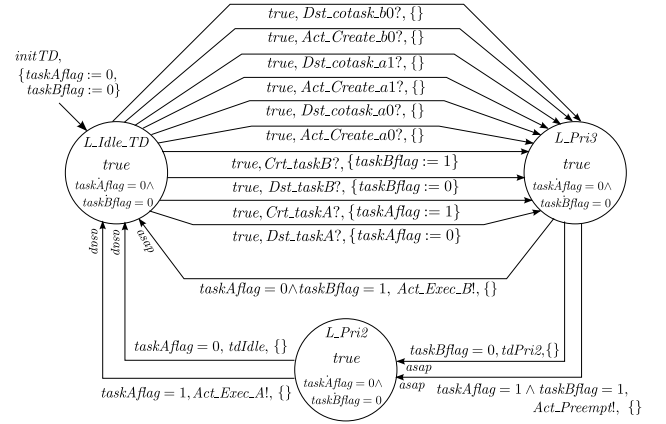 true, Dst_cotask_b0?, {}
true, Act_Create_b0?, {}
true, Dst_cotask_a1?, {}
true, Act_Create_a1?, {}
true, Dst_cotask_a0?, {}
true, Act_Create_a0?, {}
true, Crt_taskB?, {taskBflag := 1}
true, Dst_taskB?, {taskBflag := 0}
true, Crt_taskA?, {taskAflag := 1}
true, Dst_taskA?, {taskAflag := 0}
initTD,
{taskAflag := 0,
taskBflag := 0}
L_Idle_TD
true
taskȦflag = 0∧
taskḂflag = 0
L_Pri3
true
taskȦflag = 0∧
taskḂflag = 0
asap
asap
asap
taskAflag = 0∧taskBflag = 1, Act_Exec_B!, {}
L_Pri2
true
taskȦflag = 0∧
taskḂflag = 0
taskAflag = 0, tdIdle, {}
taskAflag = 1, Act_Exec_A!, {}
taskBflag = 0, tdPri2,{}
asap
asap
taskAflag = 1 ∧ taskBflag = 1,
Act_Preempt!, {}